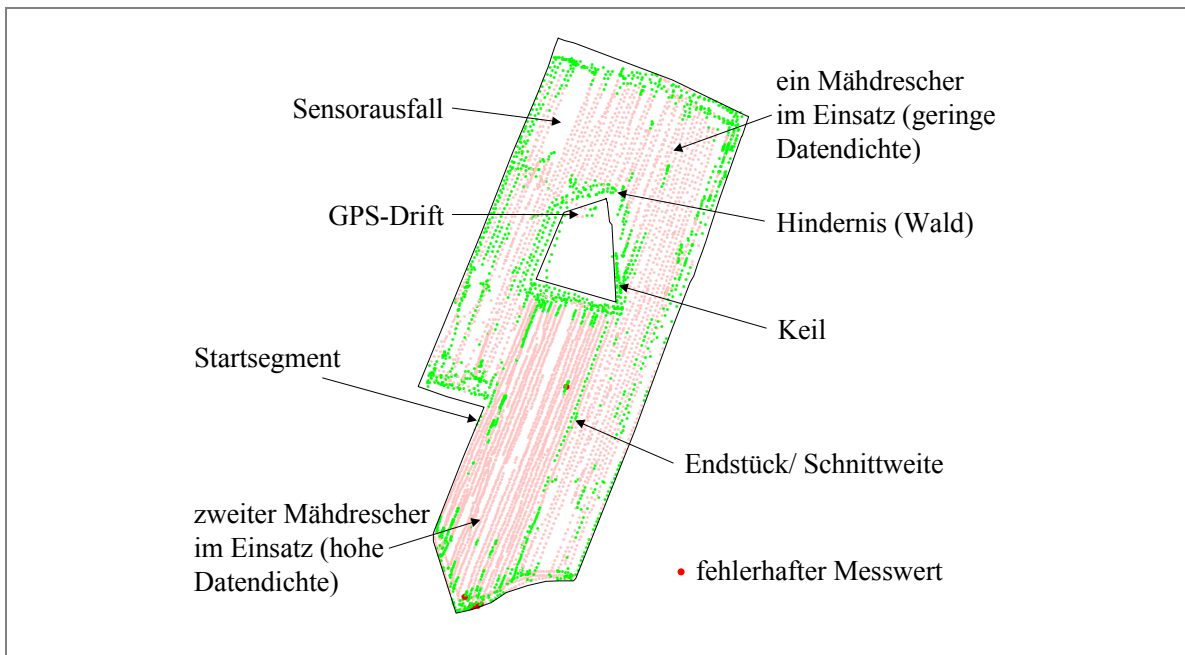 Sensorausfall
ein Mähdrescher
im Einsatz (geringe
Datendichte)
GPS-Drift
Hindernis (Wald)
Keil
Startsegment
Endstück/ Schnittweite
zweiter Mähdrescher
im Einsatz (hohe
Datendichte)
fehlerhafter Messwert